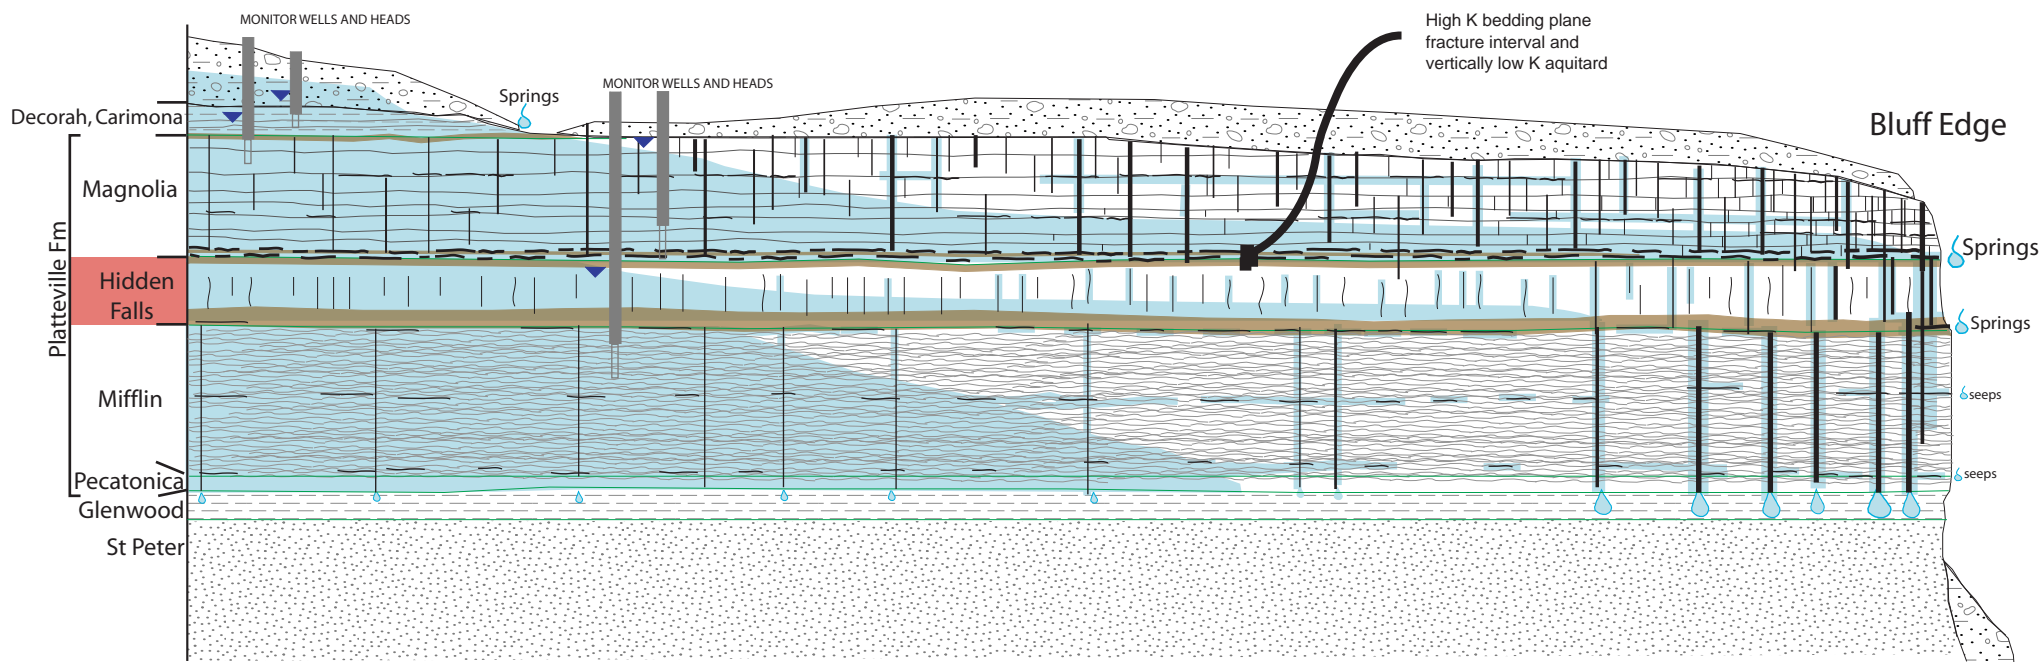 MONITOR WELLS AND HEADS
High K bedding plane
fracture interval and
vertically low K aquitard
MONITOR WELLS AND HEADS
Springs
Decorah, Carimona
Bluff Edge
Magnolia
Platteville Fm
Springs
Hidden
Falls
Springs
Mifflin
seeps
Pecatonica
seeps
Glenwood
St Peter